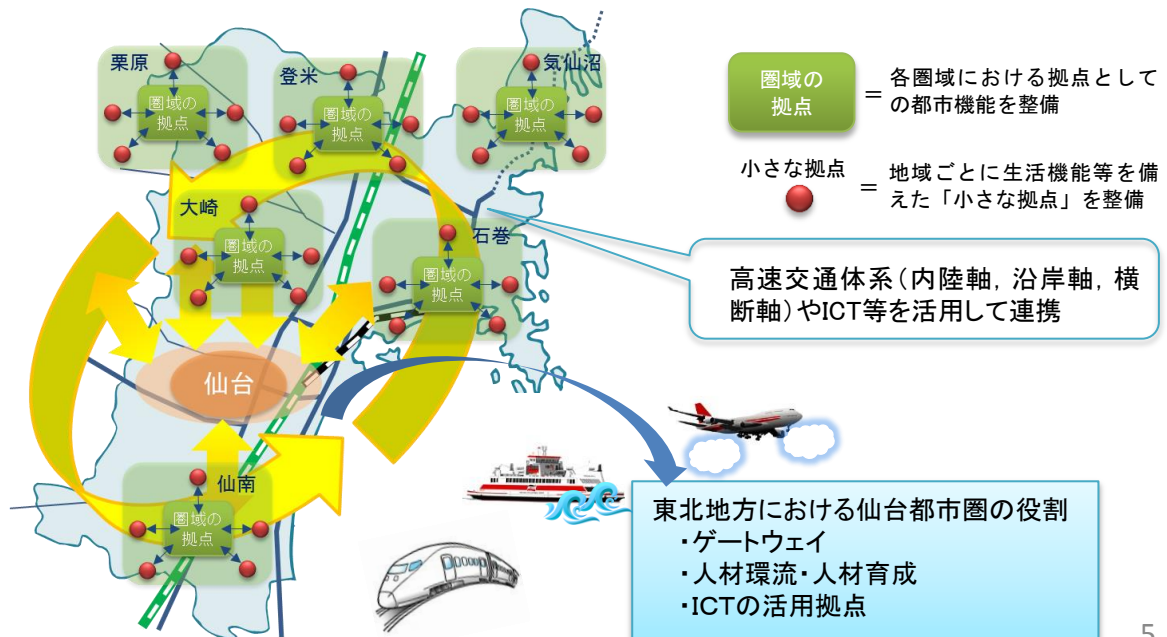 栗原
圏域の
拠点
登米
圏域の
拠点
気仙沼
圏域の
拠点
大崎
圏域の
拠点
石巻
圏域の
拠点
仙台
仙南
圏域の
拠点
圏域の
拠点
= 各圏域における拠点として
の都市機能を整備
小さな拠点
= 地域ごとに生活機能等を備
えた「小さな拠点」を整備
高速交通体系(内陸軸,沿岸軸,横
断軸)やICT等を活用して連携
東北地方における仙台都市圏の役割
・ゲートウェイ
・人材環流・人材育成
・ICTの活用拠点
5